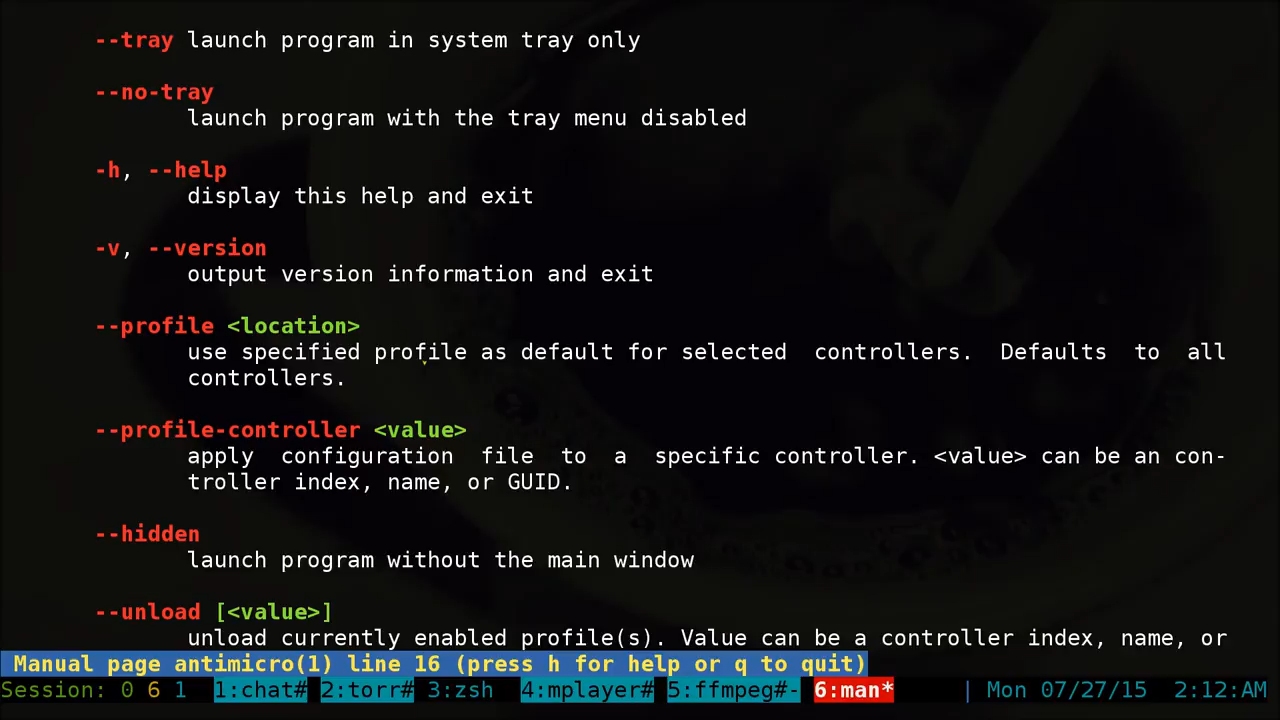 --tray launch program in system tray only
--no-tray
launch program with the tray menu disabled
-h, --help
display this help and exit
-v, --version
output version information and exit
--profile <location>
use specified profile as default for selected  controllers.  Defaults  to  all
controllers.
--profile-controller <value>
apply  configuration  file  to  a  specific controller. <value> can be an con-
troller index, name, or GUID.
--hidden
launch program without the main window
--unload [<value>]
unload currently enabled profile(s). Value can be a controller index, name, or
Manual page antimicro(1) line 16 (press h for help or q to quit)
Session: 0 6 1  1:chat# 2:torr# 3:zsh  4:mplayer# 5:ffmpeg#- 6:man*  | Mon 07/27/15  2:12AM